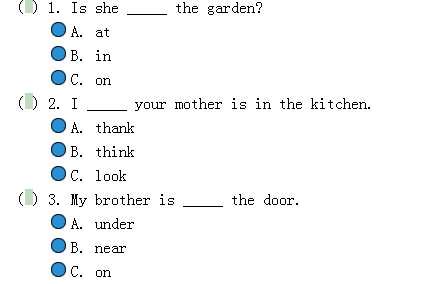 ( ) 1. Is she _____ the garden?
A. at
B. in
C. on
( ) 2. I _____ your mother is in the kitchen.
A. thank
B. think
C. look
( ) 3. My brother is _____ the door.
A. under
B. near
C. on